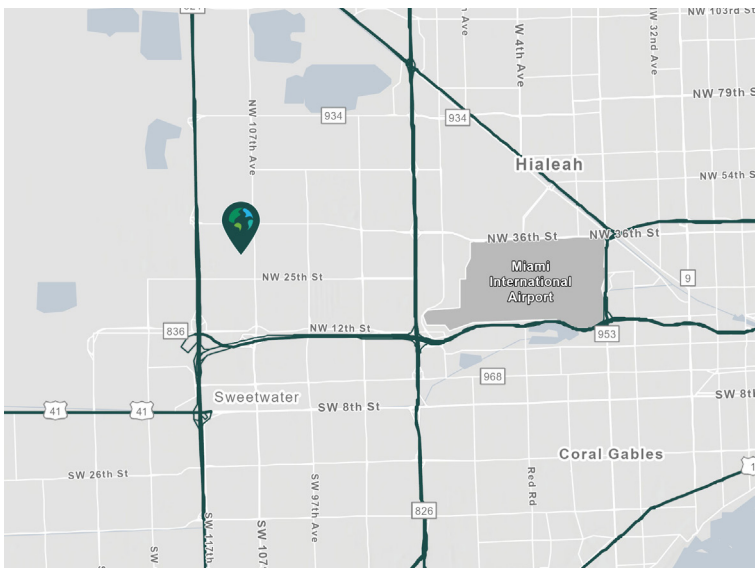 NW 103rd St
W 4th Ave
NW 32nd Ave
NW 107th Ave
NW 79th St
934
934
Hialeah
NW 54th St
NW 36th St
NW 36th St
Miami
International
Airport
NW 25th St
9
836
NW 12th St
953
968
Sweetwater
SW 8th St
41
41
Coral Gables
SW 26th St
SW 97th Ave
Red Rd
826
SW 117th
SW 107
SW